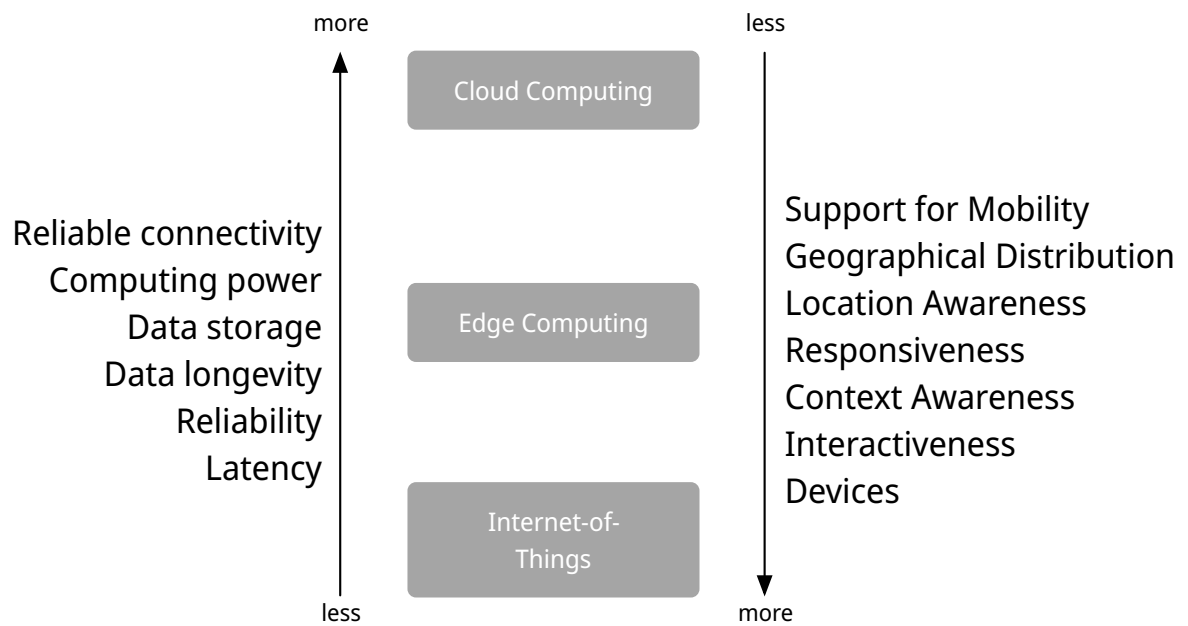 more
less
Cloud Computing
Reliable connectivity
Computing power
Data storage
Data longevity
Reliability
Latency
Edge Computing
Support for Mobility
Geographical Distribution
Location Awareness
Responsiveness
Context Awareness
Interactiveness
Devices
Internet-of-
Things
less
more